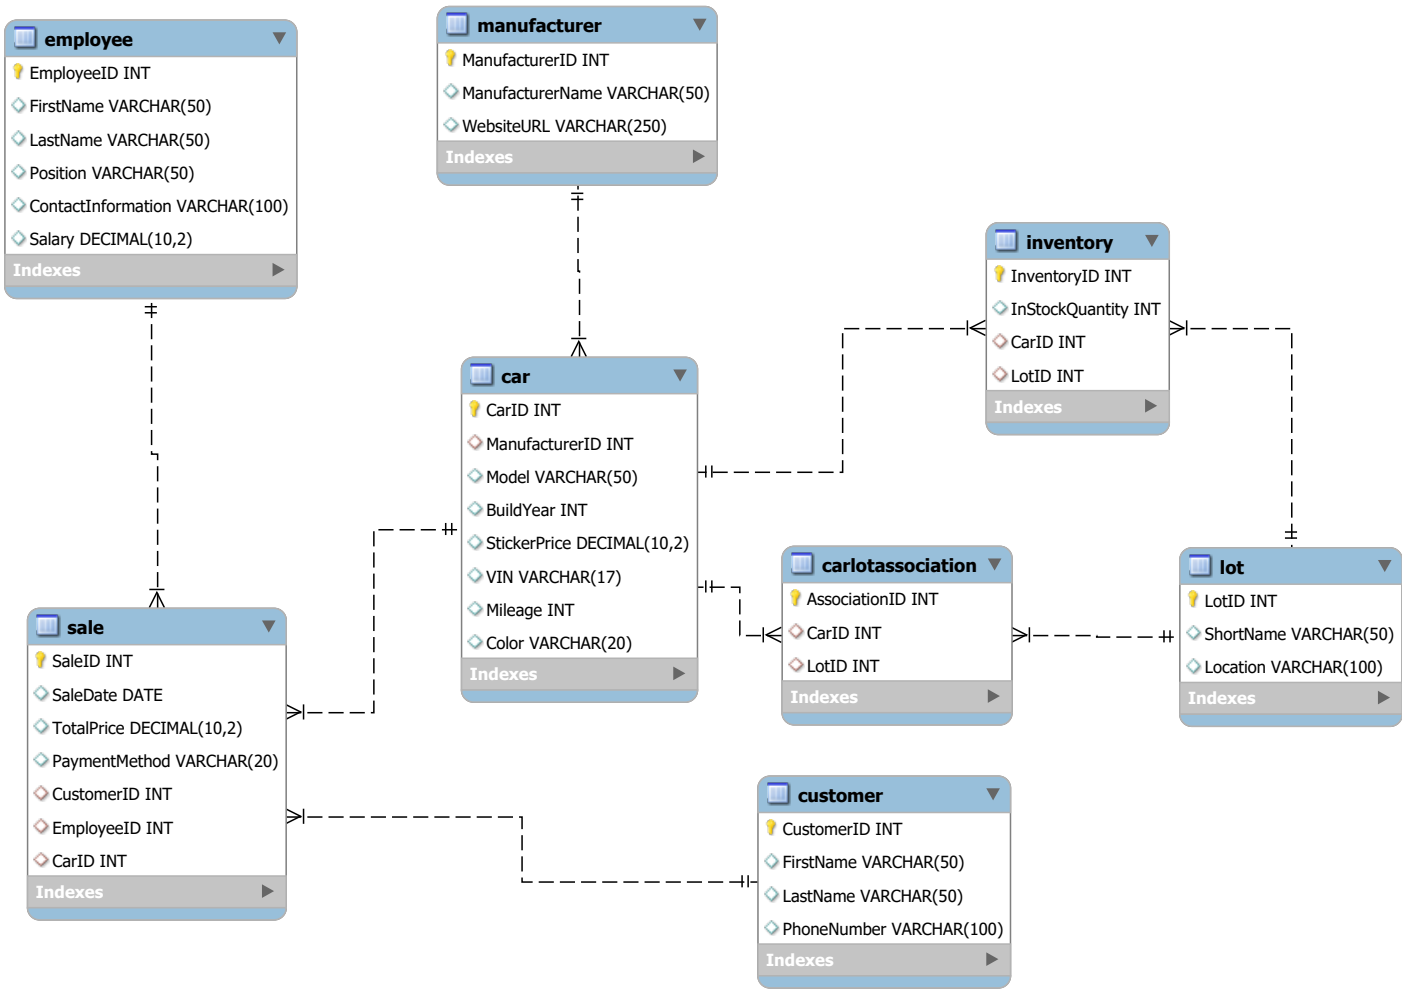 employee
EmployeeID INT
FirstName VARCHAR(50)
LastName VARCHAR(50)
Position VARCHAR(50)
ContactInformation VARCHAR(100)
Salary DECIMAL(10,2)
Indexes
manufacturer
ManufacturerID INT
ManufacturerName VARCHAR(50)
WebsiteURL VARCHAR(250)
Indexes
inventory
InventoryID INT
InStockQuantity INT
CarID INT
LotID INT
Indexes
car
CarID INT
ManufacturerID INT
Model VARCHAR(50)
BuildYear INT
StickerPrice DECIMAL(10,2)
VIN VARCHAR(17)
Mileage INT
Color VARCHAR(20)
Indexes
carlotassociation
AssociationID INT
CarID INT
LotID INT
Indexes
lot
LotID INT
ShortName VARCHAR(50)
Location VARCHAR(100)
Indexes
sale
SaleID INT
SaleDate DATE
TotalPrice DECIMAL(10,2)
PaymentMethod VARCHAR(20)
CustomerID INT
EmployeeID INT
CarID INT
Indexes
customer
CustomerID INT
FirstName VARCHAR(50)
LastName VARCHAR(50)
PhoneNumber VARCHAR(100)
Indexes